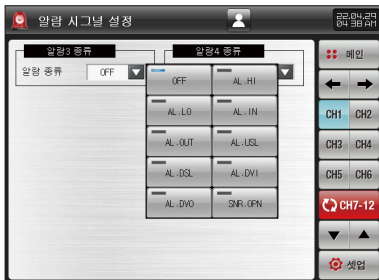 알람 시그널 설정
22.04.29
04:38 AM
알람3 종류
알람4 종류
알람 종류
OFF
OFF
AL.HI
AL.LO
AL.IN
AL.OUT
AL.USL
AL.DSL
AL.DVI
AL.DVO
SNR.OPN
메인
CH1
CH2
CH3
CH4
CH5
CH6
CH7-12
셋업